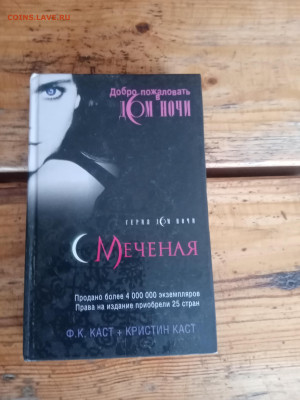 coins.lave.ru
Добро пожаловать в
ДОМ НОЧИ
СЕРИЯ ДОМ НОЧИ
МЕЧЕНАЯ
Продано более 4 000 000 экземпляров
Права на издание приобрели 25 стран
Ф.К. КАСТ + КРИСТИН КАСТ